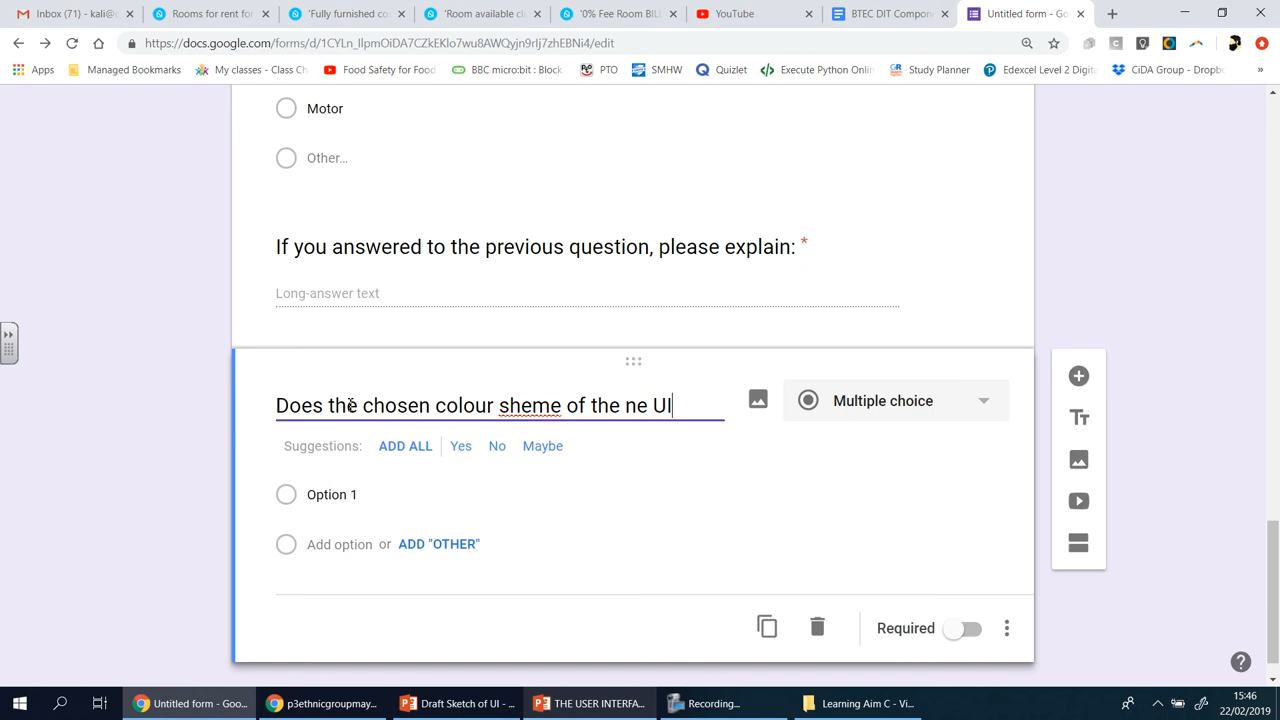 Inbox (71) - kali@
Rooms for rent for
'Fully furnished co
'Room available cl
'0% Fee Room BILL
YouTube
BEC DIT Compon
Untitled form - Goo
https://docs.google.com/forms/d/1CYLn_IlpmOiDA7CZkEKlo7wu8AWQyjn9rIj7zhEBNi4/edit
Apps
Managed Bookmarks
My classes - Class Ch
Food Safety for Food
BBC micro:bit : Block
PTO
SMHW
Quizlet
Execute Python Onlin
Study Planner
Edexcel Level 2 Digita
CiDA Group - Dropbo
»
Motor
Other...
If you answered to the previous question, please explain: *
Long-answer text
Does the chosen colour sheme of the ne UI
Multiple choice
Suggestions: ADD ALL Yes No Maybe
Option 1
Add option or ADD "OTHER"
Required
Untitled form - Goo...
p3ethnicgroupmay...
Draft Sketch of UI - ...
THE USER INTERFA...
Recording...
Learning Aim C - Vi...
15:46
22/02/2019